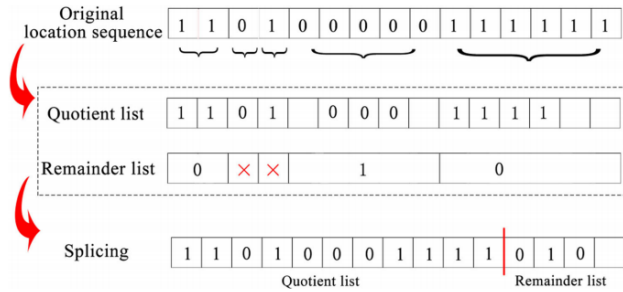 Original
location sequence
1 1 0 1 0 0 0 0 0 1 1 1 1 1 1
Quotient list
1 1 0 1 0 0 0 1 1 1 1
Remainder list
0 × × 1 0
Splicing
1 1 0 1 0 0 0 1 1 1 1 0 1 0
Quotient list Remainder list